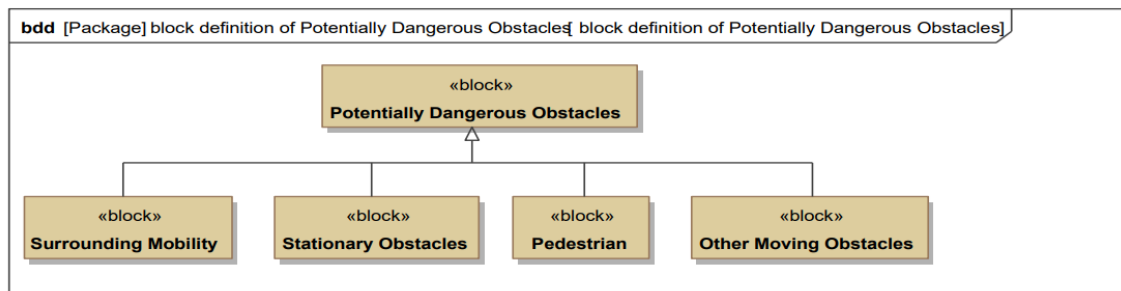 bdd [Package] block definition of Potentially Dangerous Obstacles[ block definition of Potentially Dangerous Obstacles]
«block»
Potentially Dangerous Obstacles
«block»
Surrounding Mobility
«block»
Stationary Obstacles
«block»
Pedestrian
«block»
Other Moving Obstacles